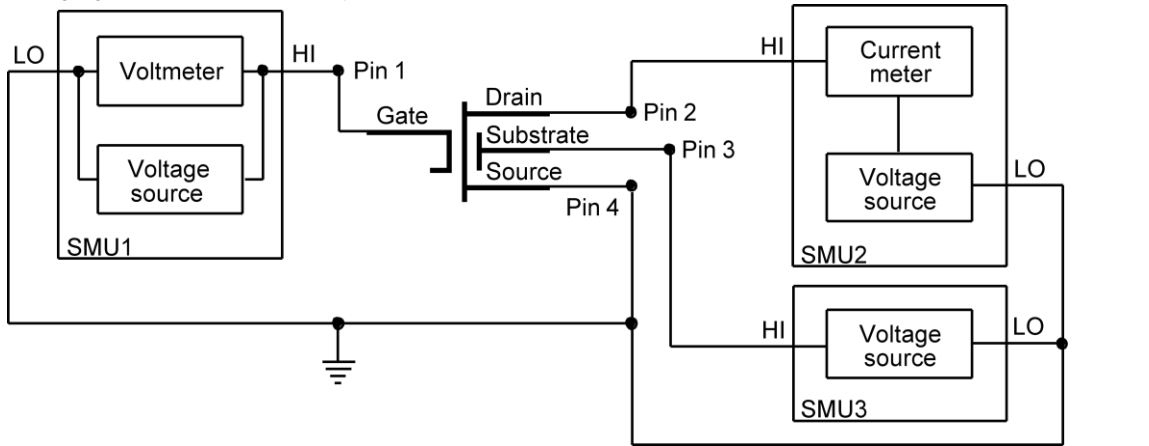 LO
Voltmeter
HI
Pin 1
Voltage
source
SMU1
Gate
Drain
Substrate
Source
Pin 2
Pin 3
Pin 4
HI
Current
meter
Voltage
source
LO
SMU2
HI
Voltage
source
LO
SMU3